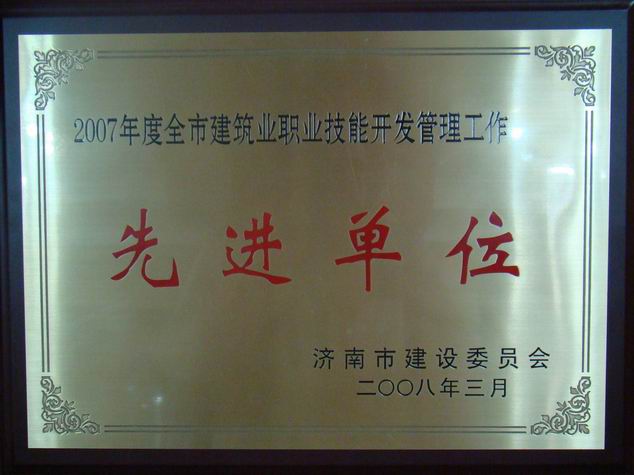 2007年度全市建筑业职业技能开发管理工作
先进单位
济南市建设委员会
二〇〇八年三月